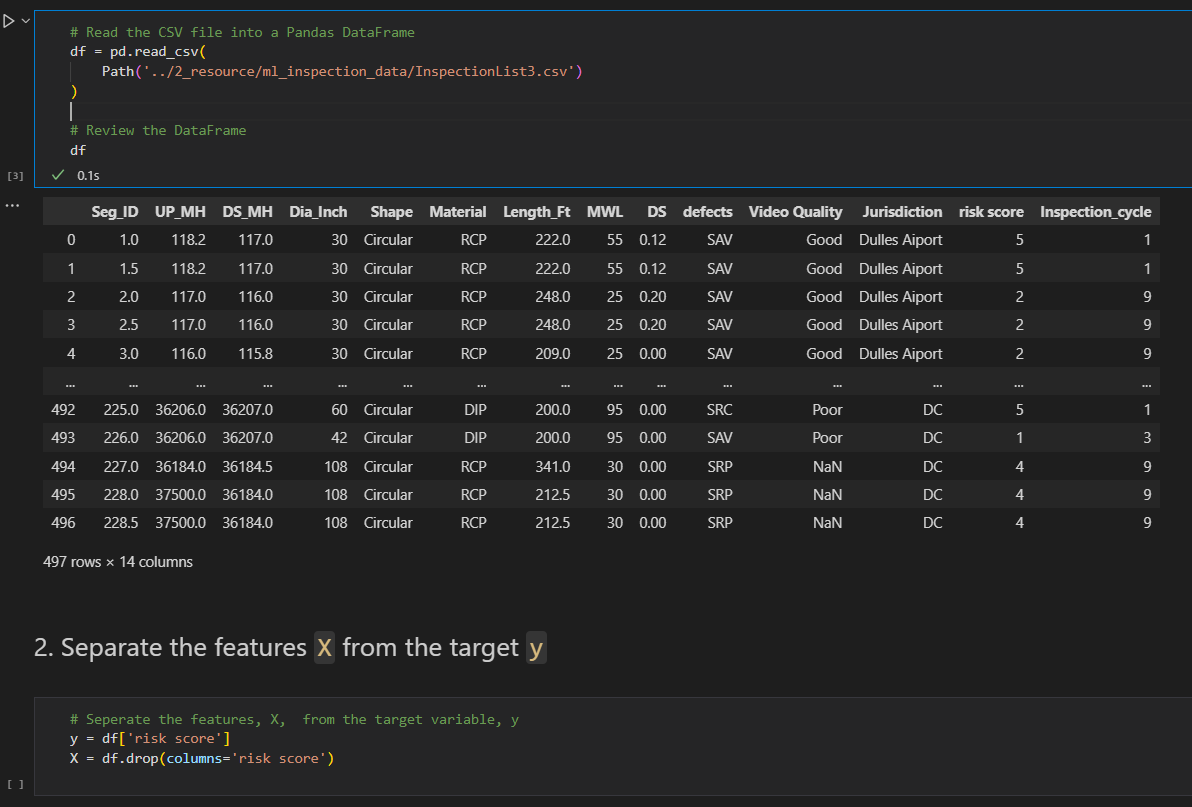 # Read the CSV file into a Pandas DataFrame
df = pd.read_csv(
    Path('../2_resource/ml_inspection_data/InspectionList3.csv')
)
# Review the DataFrame
df
[3] ✓ 0.1s
...
Seg_ID UP_MH DS_MH Dia_Inch Shape Material Length_Ft MWL DS defects Video Quality Jurisdiction risk score Inspection_cycle
0 1.0 118.2 117.0 30 Circular RCP 222.0 55 0.12 SAV Good Dulles Aiport 5 1
1 1.5 118.2 117.0 30 Circular RCP 222.0 55 0.12 SAV Good Dulles Aiport 5 1
2 2.0 117.0 116.0 30 Circular RCP 248.0 25 0.20 SAV Good Dulles Aiport 2 9
3 2.5 117.0 116.0 30 Circular RCP 248.0 25 0.20 SAV Good Dulles Aiport 2 9
4 3.0 116.0 115.8 30 Circular RCP 209.0 25 0.00 SAV Good Dulles Aiport 2 9
... ... ... ... ... ... ... ... ... ... ... ... ... ... ...
492 225.0 36206.0 36207.0 60 Circular DIP 200.0 95 0.00 SRC Poor DC 5 1
493 226.0 36206.0 36207.0 42 Circular DIP 200.0 95 0.00 SAV Poor DC 1 3
494 227.0 36184.0 36184.5 108 Circular RCP 341.0 30 0.00 SRP NaN DC 4 9
495 228.0 37500.0 36184.0 108 Circular RCP 212.5 30 0.00 SRP NaN DC 4 9
496 228.5 37500.0 36184.0 108 Circular RCP 212.5 30 0.00 SRP NaN DC 4 9
497 rows × 14 columns
2. Separate the features X from the target y
# Seperate the features, X,  from the target variable, y
y = df['risk score']
X = df.drop(columns='risk score')
[ ]